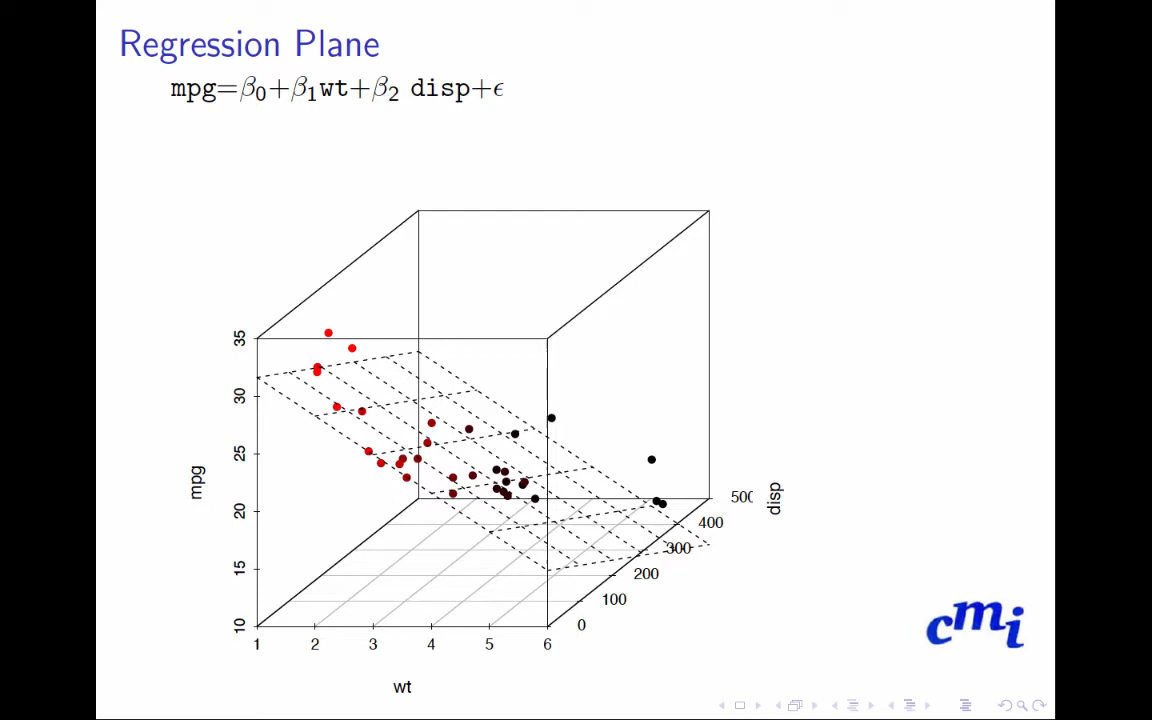 Regression Plane
mpg=β₀+β₁wt+β₂ disp+ϵ
35
30
25
20
15
10
mpg
1 2 3 4 5 6
wt
0
100
200
300
400
500
disp
cmi